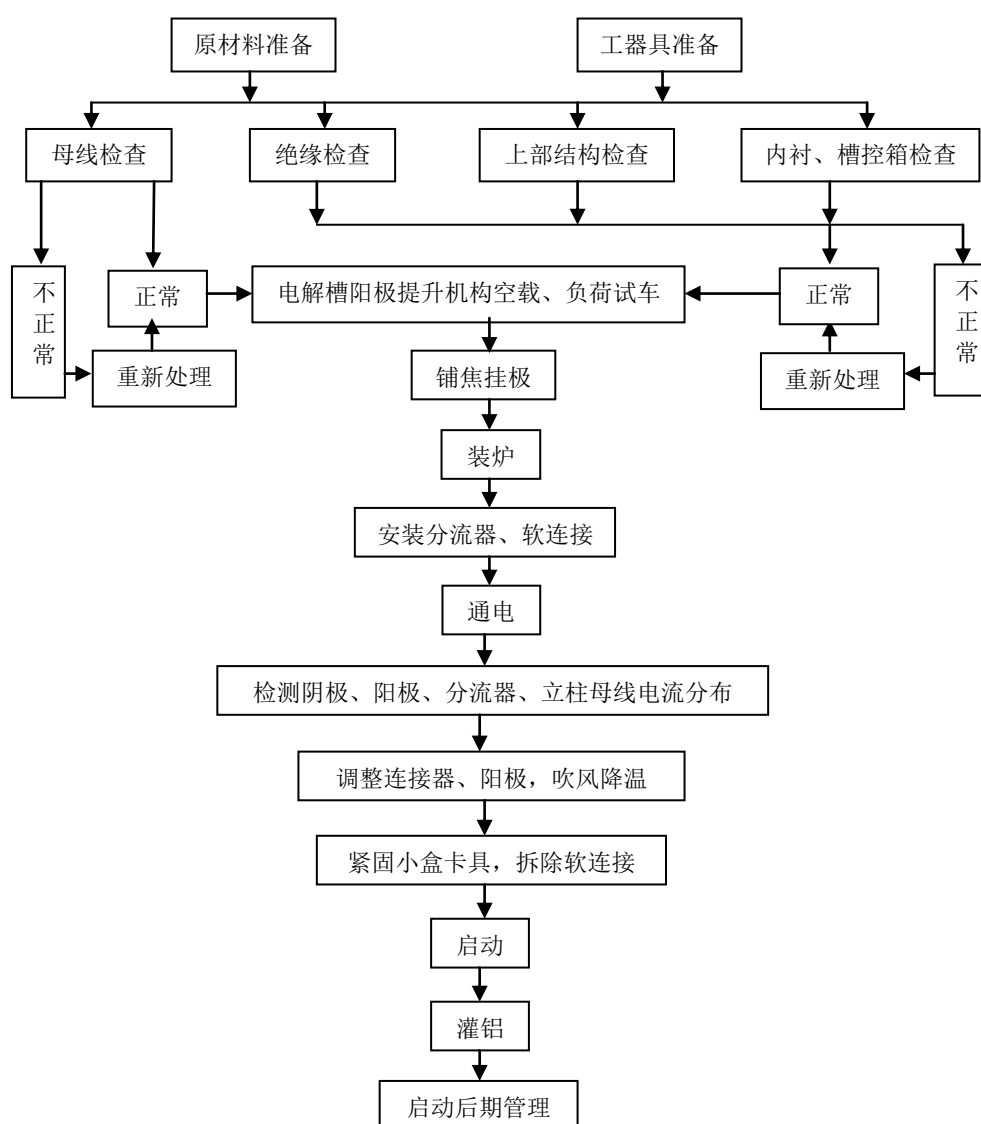 原材料准备
工器具准备
母线检查
绝缘检查
上部结构检查
内衬、槽控箱检查
不正常
正常
电解槽阳极提升机构空载、负荷试车
正常
不正常
重新处理
铺焦挂极
重新处理
装炉
安装分流器、软连接
通电
检测阴极、阳极、分流器、立柱母线电流分布
调整连接器、阳极，吹风降温
紧固小盒卡具，拆除软连接
启动
灌铝
启动后期管理